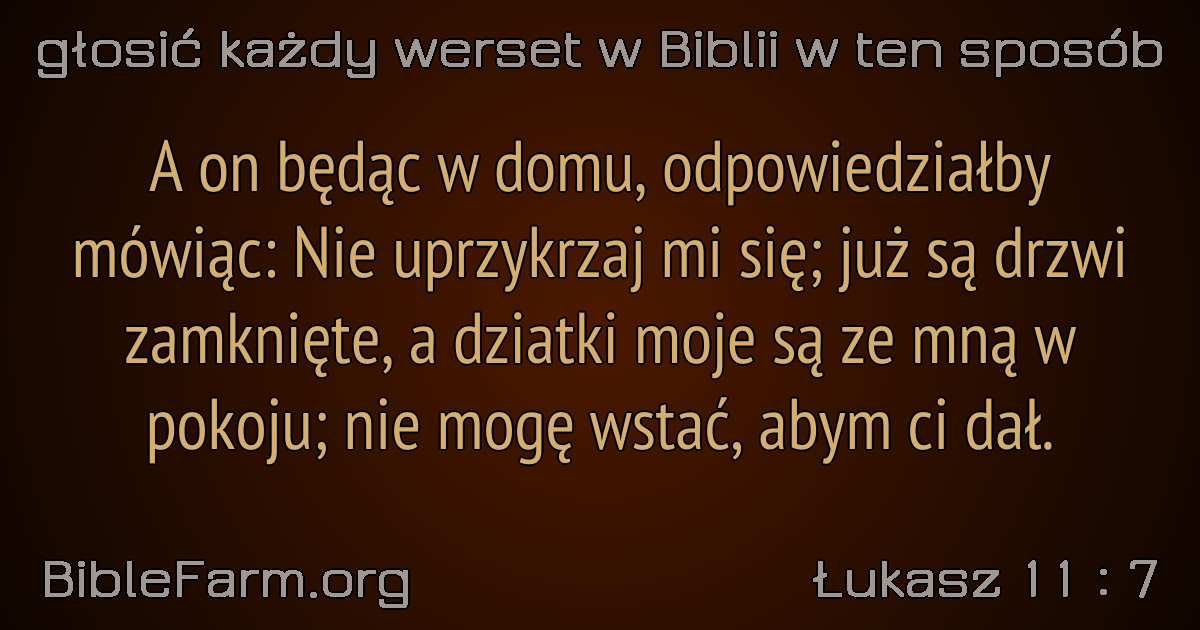 głosić każdy werset w Biblii w ten sposób
A on będąc w domu, odpowiedziałby
mówiąc: Nie uprzykrzaj mi się; już są drzwi
zamknięte, a dziatki moje są ze mną w
pokoju; nie mogę wstać, abym ci dał.
BibleFarm.org
Łukasz 11 : 7